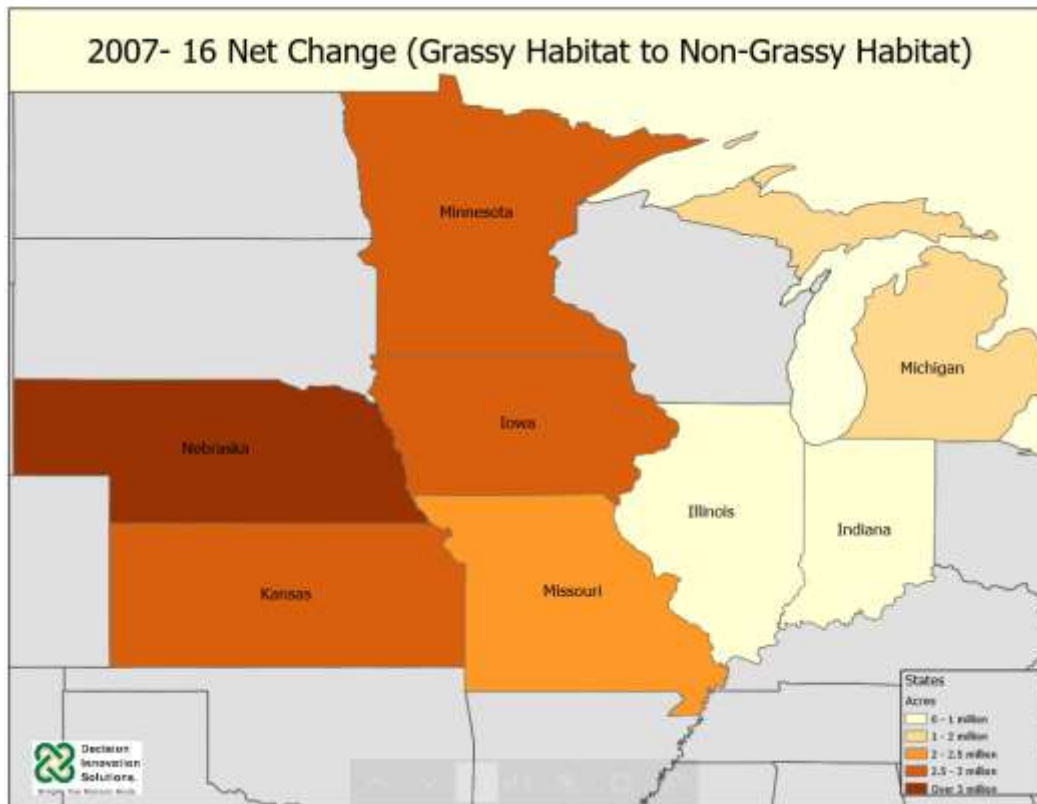 2007- 16 Net Change (Grassy Habitat to Non-Grassy Habitat)
Minnesota
Michigan
Iowa
Nebraska
Illinois
Indiana
Kansas
Missouri
States
Acres
0 - 1 million
1 - 2 million
2 - 2.5 million
2.5 - 3 million
Over 3 million
Decision
Innovation
Solutions.